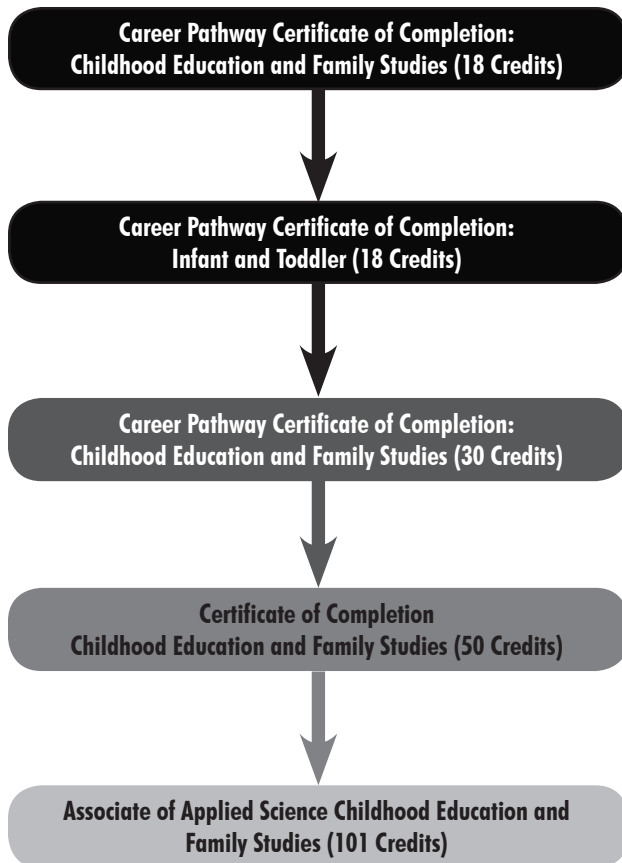 Career Pathway Certificate of Completion:
Childhood Education and Family Studies (18 Credits)
Career Pathway Certificate of Completion:
Infant and Toddler (18 Credits)
Career Pathway Certificate of Completion:
Childhood Education and Family Studies (30 Credits)
Certificate of Completion
Childhood Education and Family Studies (50 Credits)
Associate of Applied Science Childhood Education and
Family Studies (101 Credits)